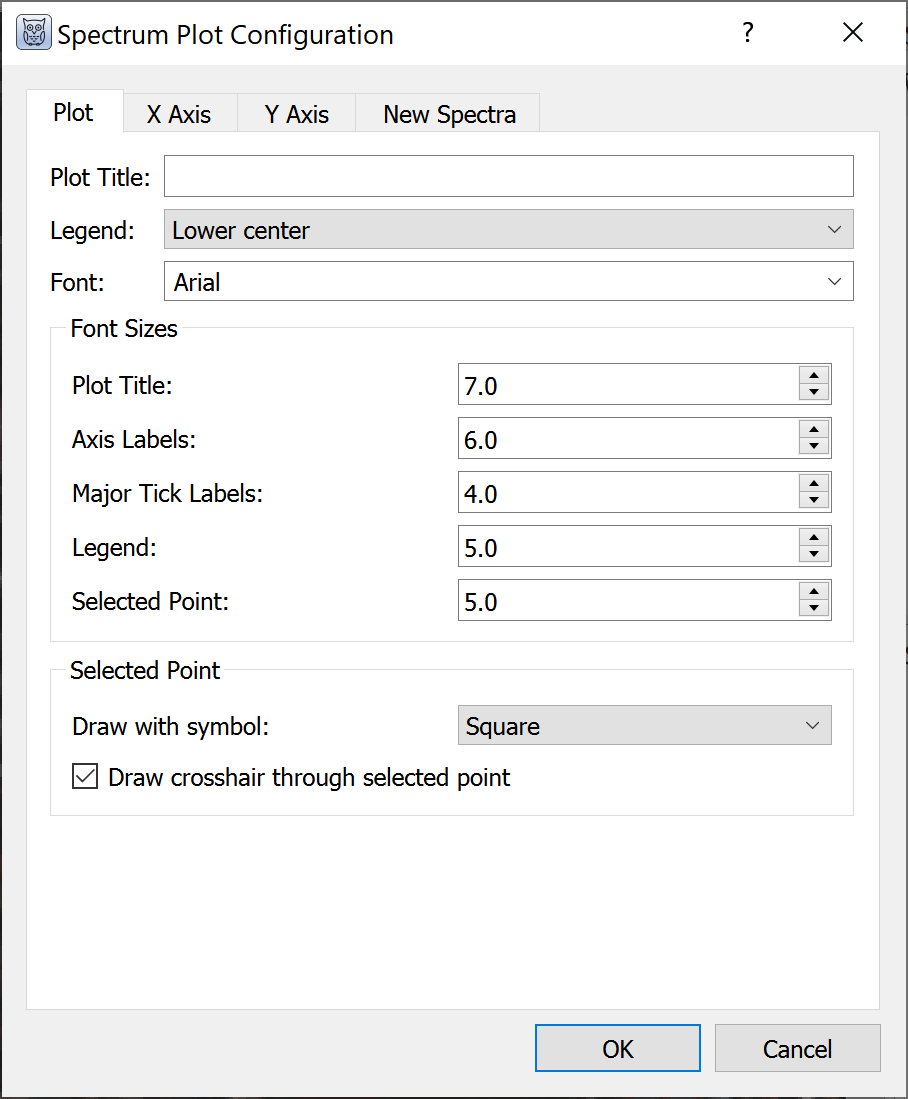 Spectrum Plot Configuration ?
Plot X Axis Y Axis New Spectra
Plot Title:
Legend: Lower center
Font: Arial
Font Sizes
Plot Title: 7.0
Axis Labels: 6.0
Major Tick Labels: 4.0
Legend: 5.0
Selected Point: 5.0
Selected Point
Draw with symbol: Square
Draw crosshair through selected point
OK Cancel